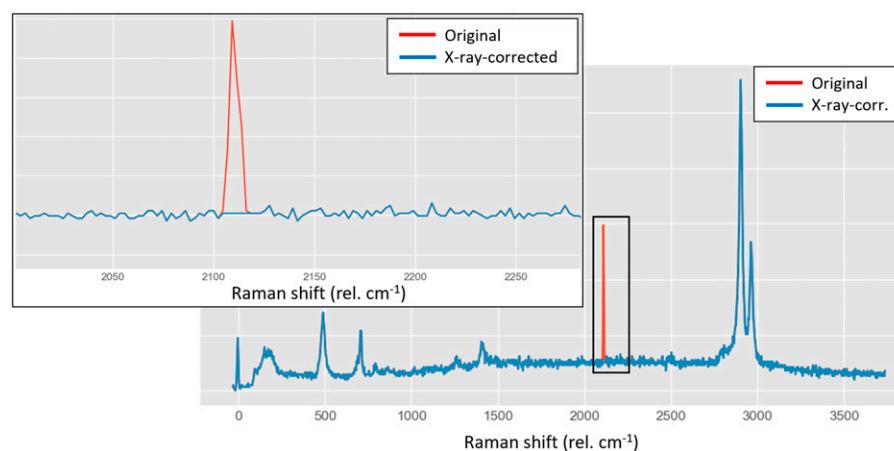 Original
X-ray-corrected
2050 2100 2150 2200 2250
Raman shift (rel. cm⁻¹)
Original
X-ray-corr.
0 500 1000 1500 2000 2500 3000 3500
Raman shift (rel. cm⁻¹)